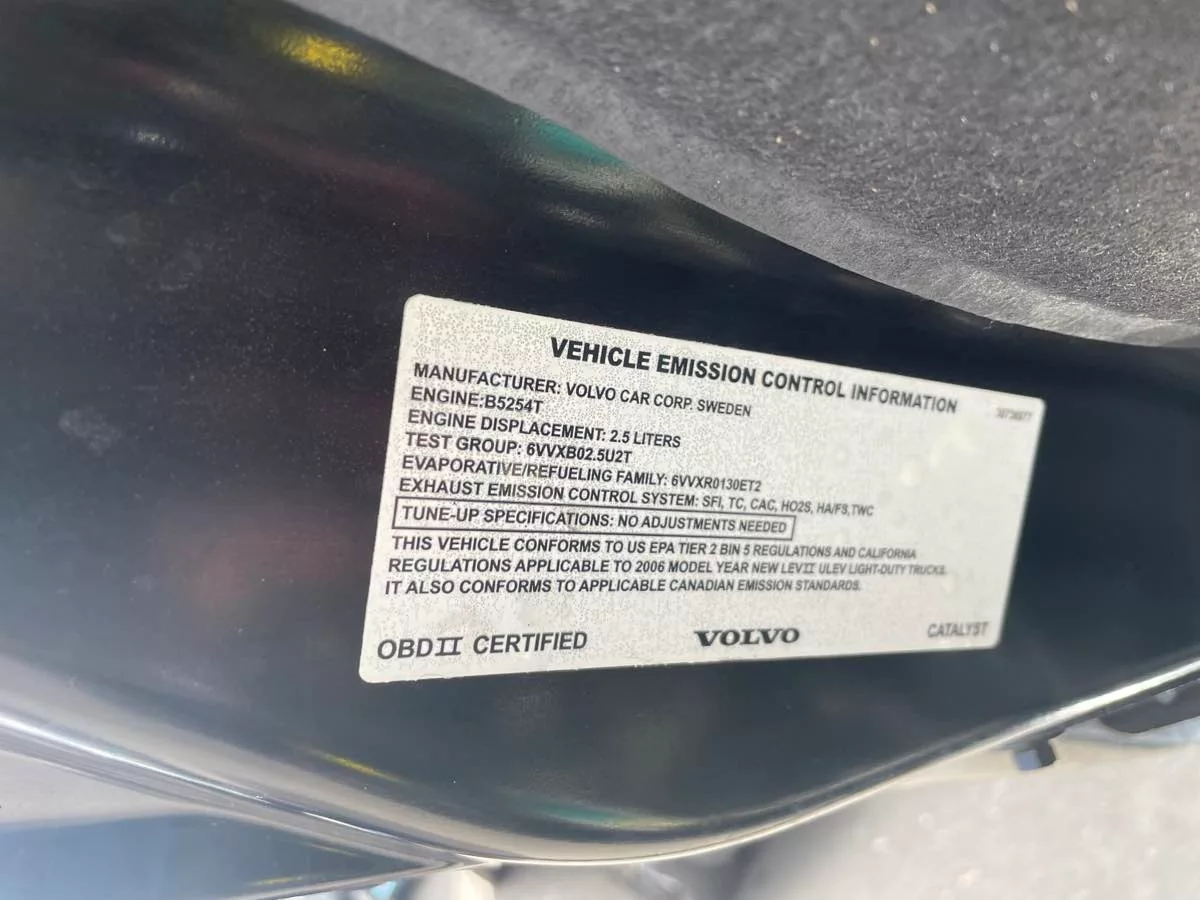 VEHICLE EMISSION CONTROL INFORMATION
MANUFACTURER: VOLVO CAR CORP. SWEDEN
ENGINE:B5254T
ENGINE DISPLACEMENT: 2.5 LITERS
TEST GROUP: 6VVXB02.5U2T
EVAPORATIVE/REFUELING FAMILY: 6VVXR0130ET2
EXHAUST EMISSION CONTROL SYSTEM: SFI, TC, CAC, HO2S, HA/FS,TWC
TUNE-UP SPECIFICATIONS: NO ADJUSTMENTS NEEDED
THIS VEHICLE CONFORMS TO US EPA TIER 2 BIN 5 REGULATIONS AND CALIFORNIA
REGULATIONS APPLICABLE TO 2006 MODEL YEAR NEW LEVII ULEV LIGHT-DUTY TRUCKS.
IT ALSO CONFORMS TO APPLICABLE CANADIAN EMISSION STANDARDS.
OBDII CERTIFIED VOLVO CATALYST